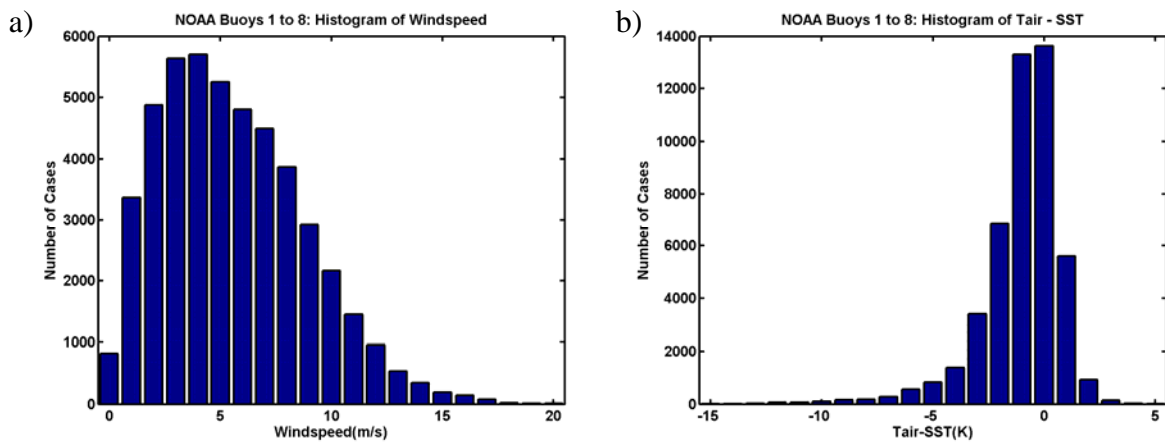 a)
NOAA Buoys 1 to 8: Histogram of Windspeed
6000
5000
4000
3000
2000
1000
0
Number of Cases
0 5 10 15 20
Windspeed(m/s)
b)
NOAA Buoys 1 to 8: Histogram of Tair - SST
14000
12000
10000
8000
6000
4000
2000
0
Number of Cases
-15 -10 -5 0 5
Tair-SST(K)